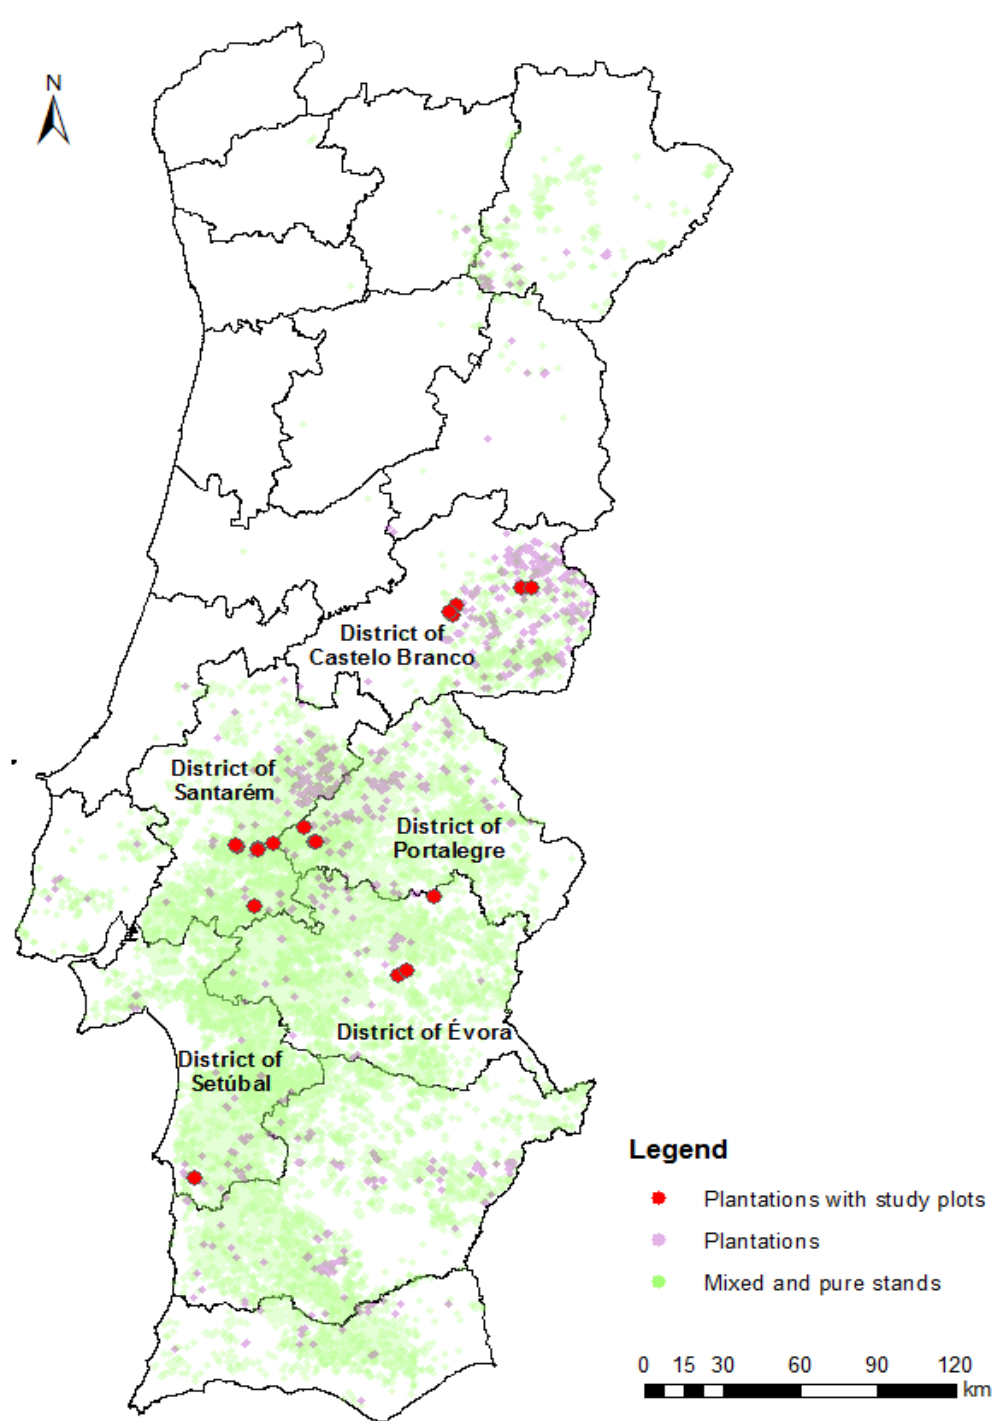 N
District of
Castelo Branco
District of
Santarém
District of
Portalegre
District of Évora
District of
Setúbal
Legend
Plantations with study plots
Plantations
Mixed and pure stands
0 15 30 60 90 120
km